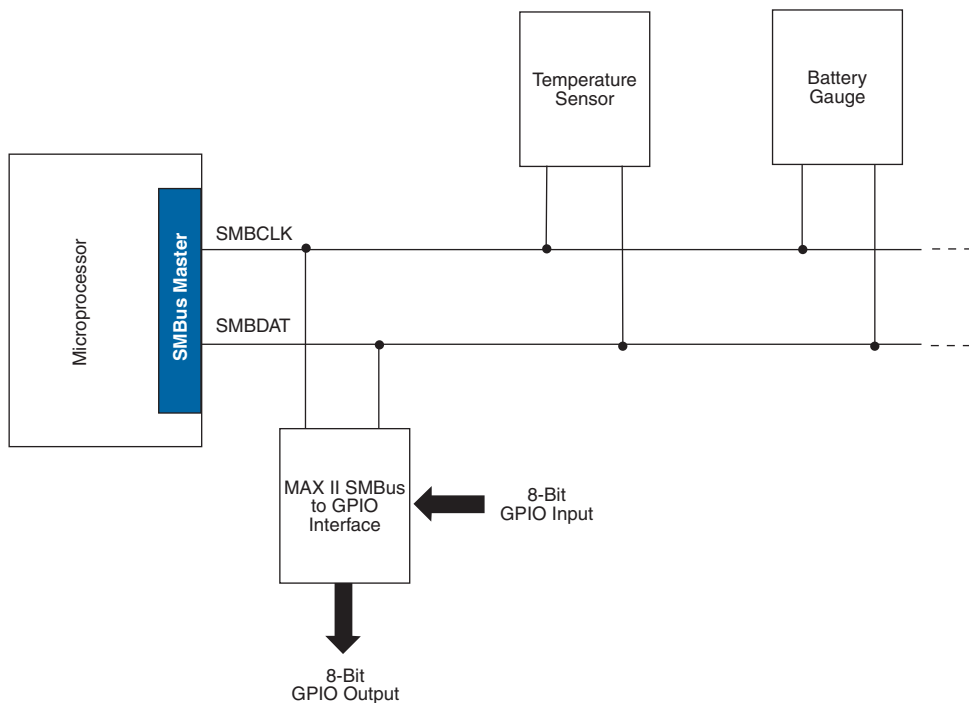 Temperature
Sensor
Battery
Gauge
Microprocessor
SMBus Master
SMBCLK
SMBDAT
MAX II SMBus
to GPIO
Interface
8-Bit
GPIO Input
8-Bit
GPIO Output